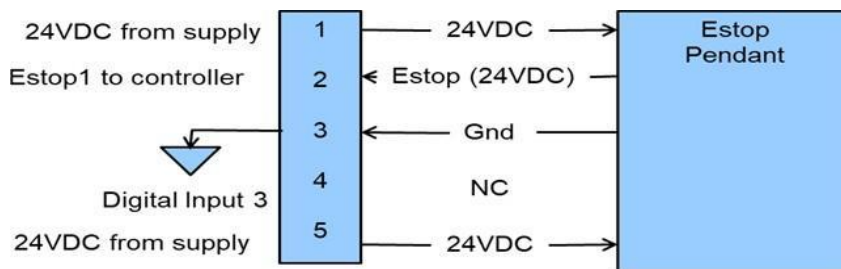 24VDC from supply 1 24VDC Estop
Pendant
Estop1 to controller 2 Estop (24VDC)
3 Gnd
4 NC
Digital Input 3
24VDC from supply 5 24VDC